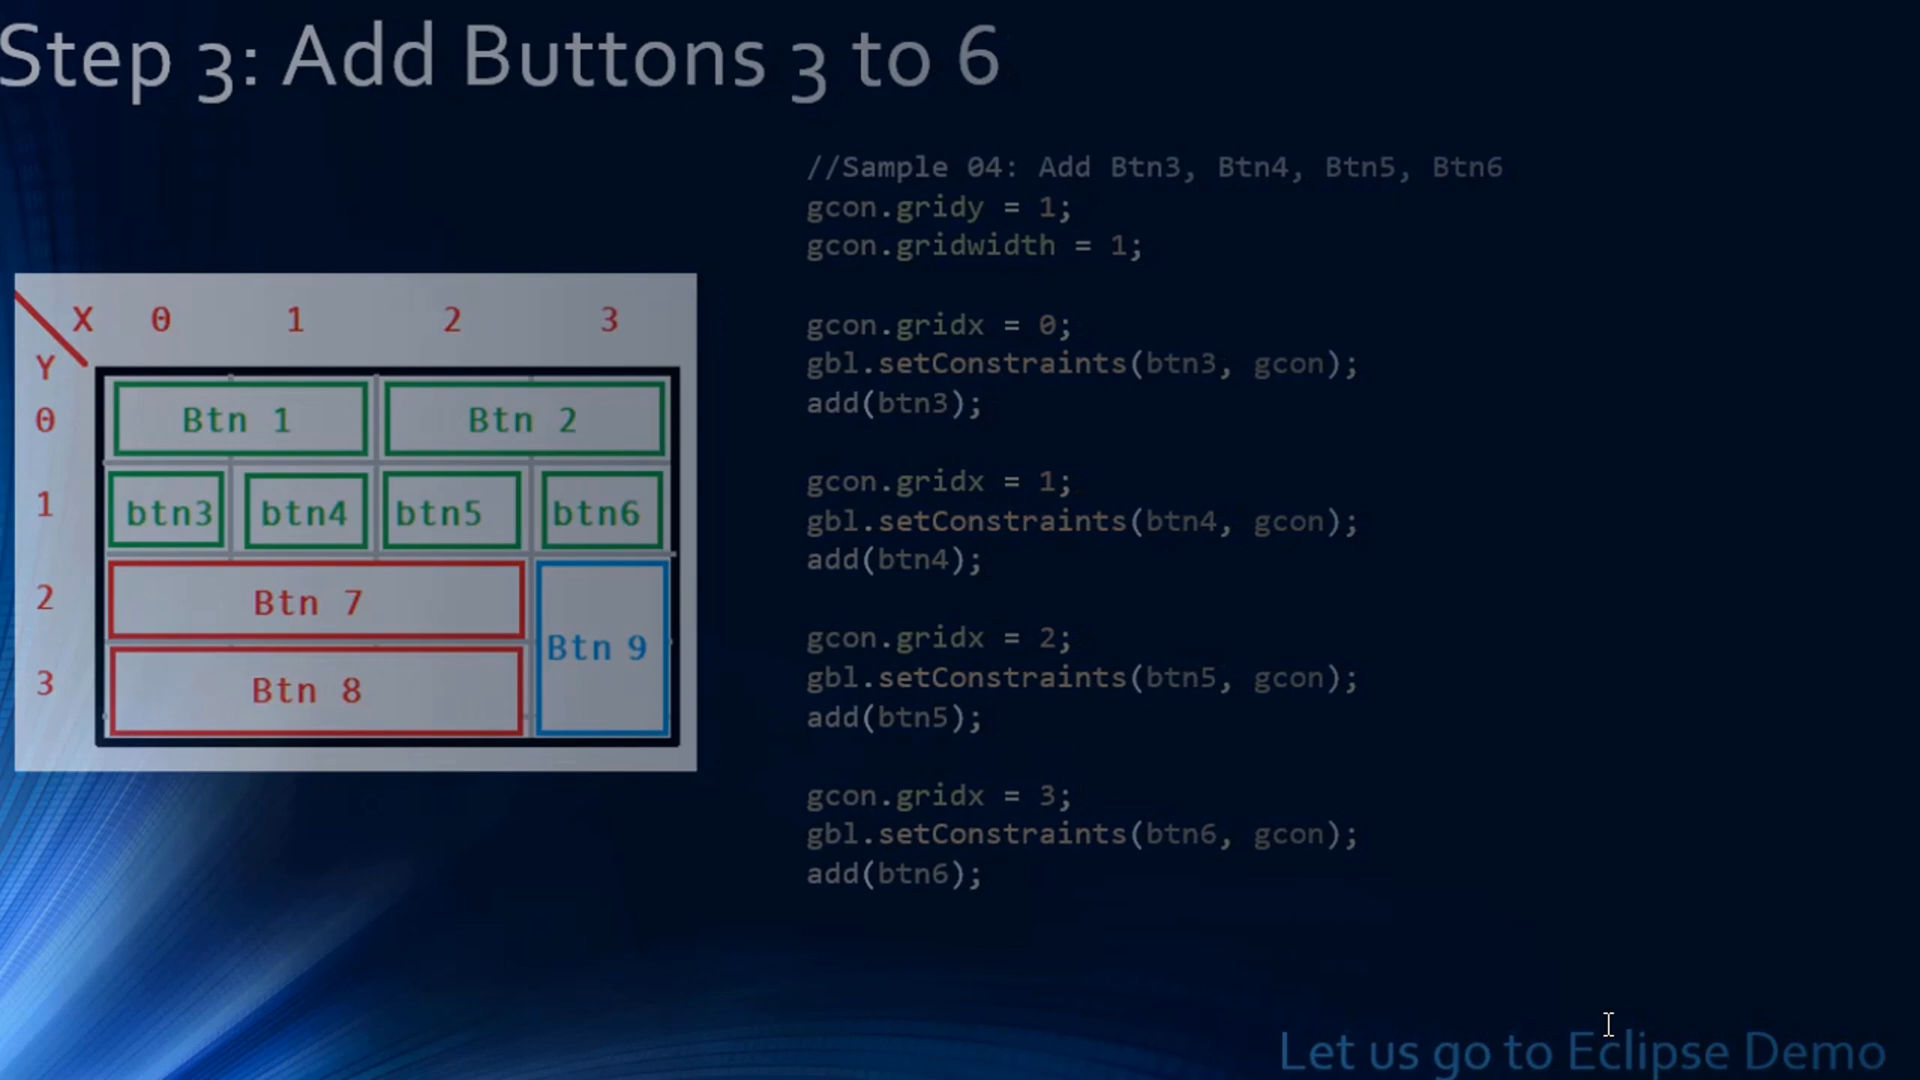 Step 3: Add Buttons 3 to 6
X 0 1 2 3
Y
0 Btn 1 Btn 2
1 btn3 btn4 btn5 btn6
2 Btn 7
Btn 9
3 Btn 8
//Sample 04: Add Btn3, Btn4, Btn5, Btn6
gcon.gridy = 1;
gcon.gridwidth = 1;
gcon.gridx = 0;
gbl.setConstraints(btn3, gcon);
add(btn3);
gcon.gridx = 1;
gbl.setConstraints(btn4, gcon);
add(btn4);
gcon.gridx = 2;
gbl.setConstraints(btn5, gcon);
add(btn5);
gcon.gridx = 3;
gbl.setConstraints(btn6, gcon);
add(btn6);
Let us go to Eclipse Demo